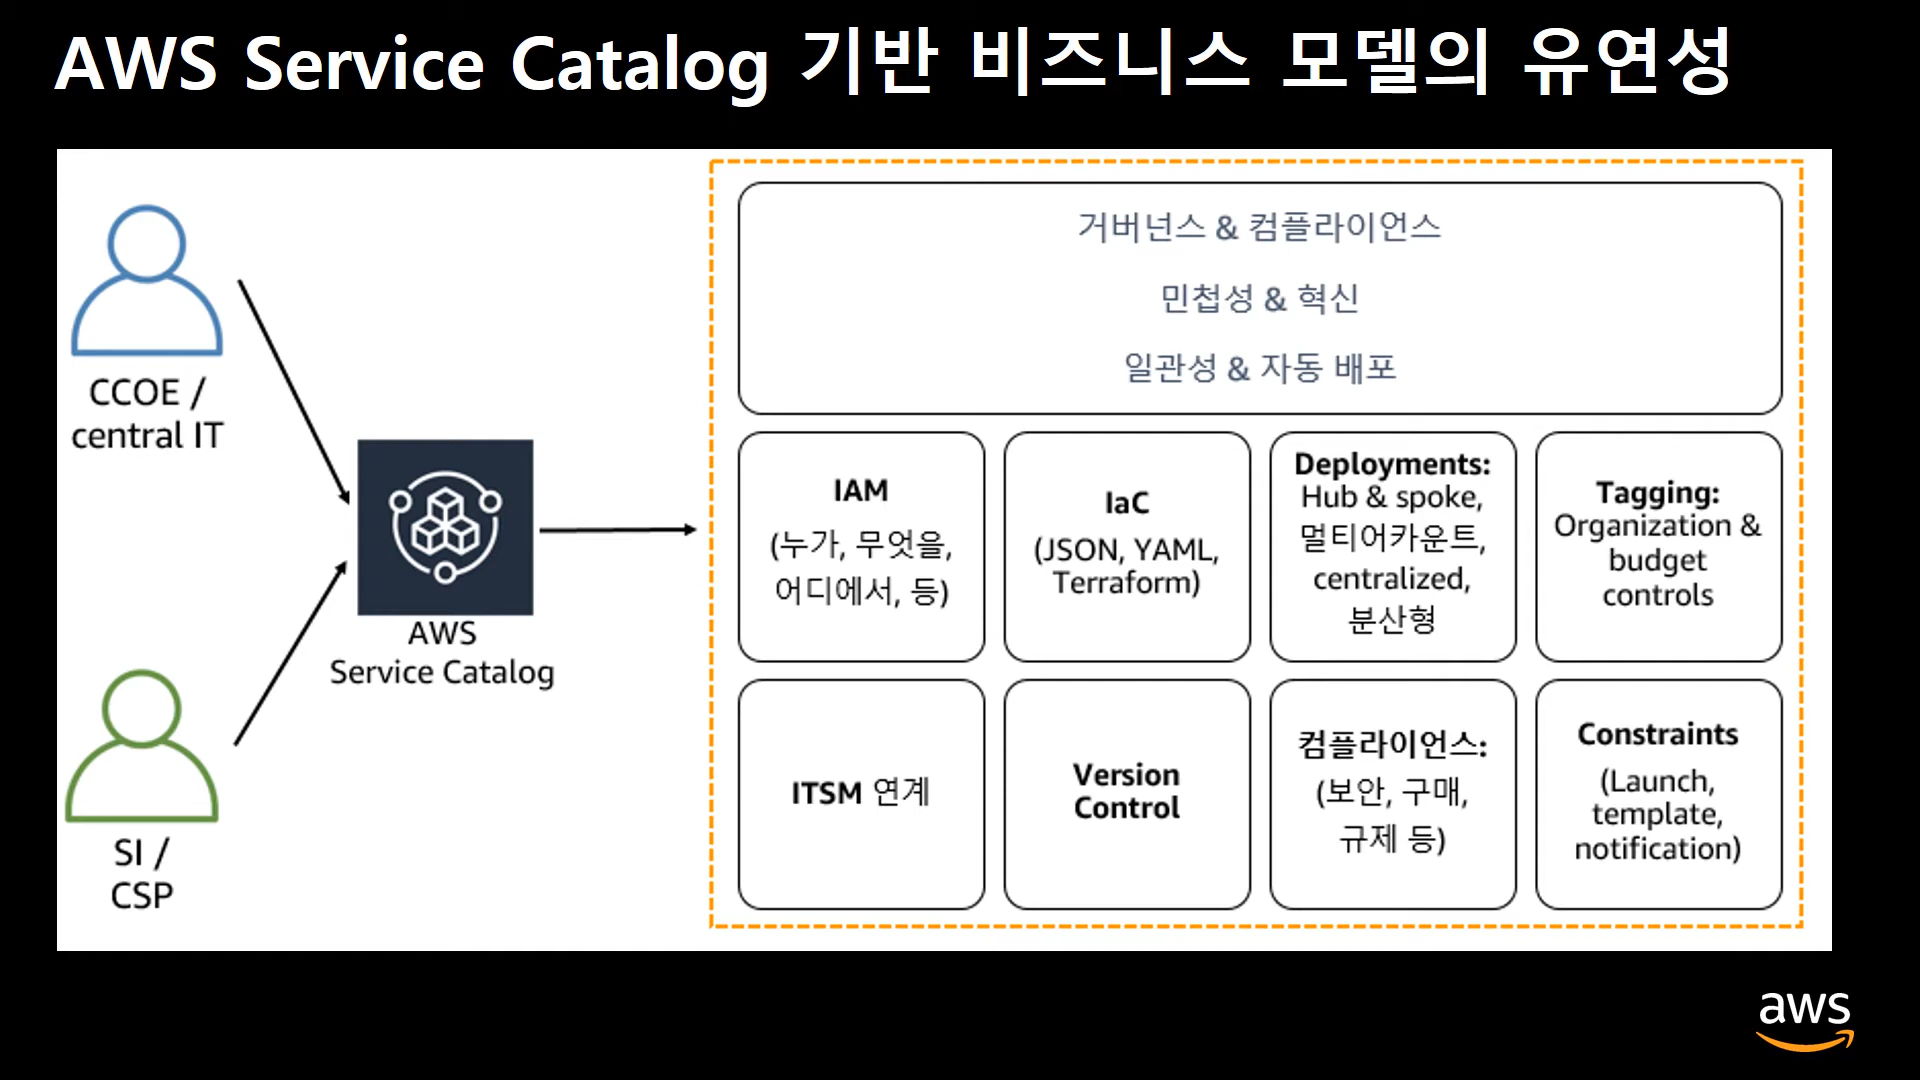 AWS Service Catalog 기반 비즈니스 모델의 유연성
CCOE /
central IT
SI /
CSP
AWS
Service Catalog
거버넌스 & 컴플라이언스
민첩성 & 혁신
일관성 & 자동 배포
IAM
(누가, 무엇을,
어디에서, 등)
IaC
(JSON, YAML,
Terraform)
Deployments:
Hub & spoke,
멀티어카운트,
centralized,
분산형
Tagging:
Organization &
budget
controls
ITSM 연계
Version
Control
컴플라이언스:
(보안, 구매,
규제 등)
Constraints
(Launch,
template,
notification)
aws